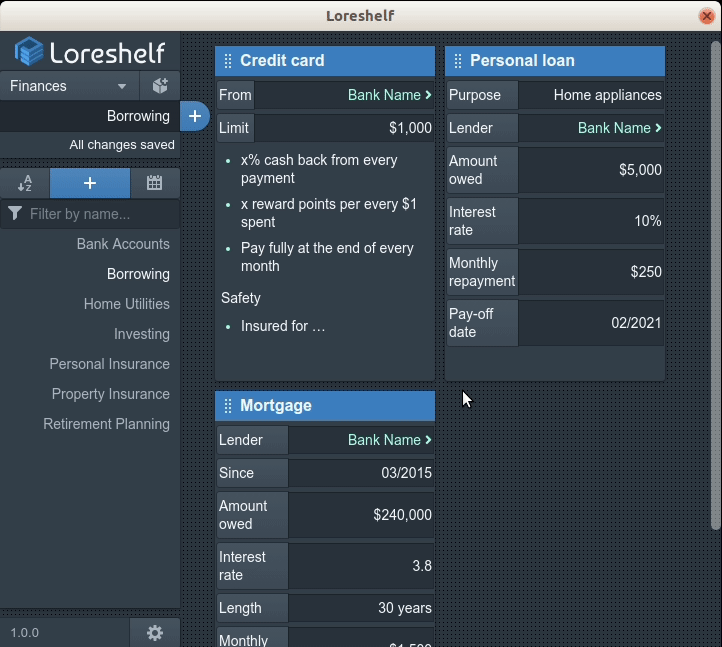 Loreshelf
Loreshelf
Finances
Borrowing
All changes saved
A
Z
Filter by name...
Bank Accounts
Borrowing
Home Utilities
Investing
Personal Insurance
Property Insurance
Retirement Planning
1.0.0
Credit card
From
Bank Name
Limit
$1,000
x% cash back from every
payment
x reward points per every $1
spent
Pay fully at the end of every
month
Safety
Insured for …
Personal loan
Purpose
Home appliances
Lender
Bank Name
Amount
owed
$5,000
Interest
rate
10%
Monthly
repayment
$250
Pay-off
date
02/2021
Mortgage
Lender
Bank Name
Since
03/2015
Amount
owed
$240,000
Interest
rate
3.8
Length
30 years
Monthly